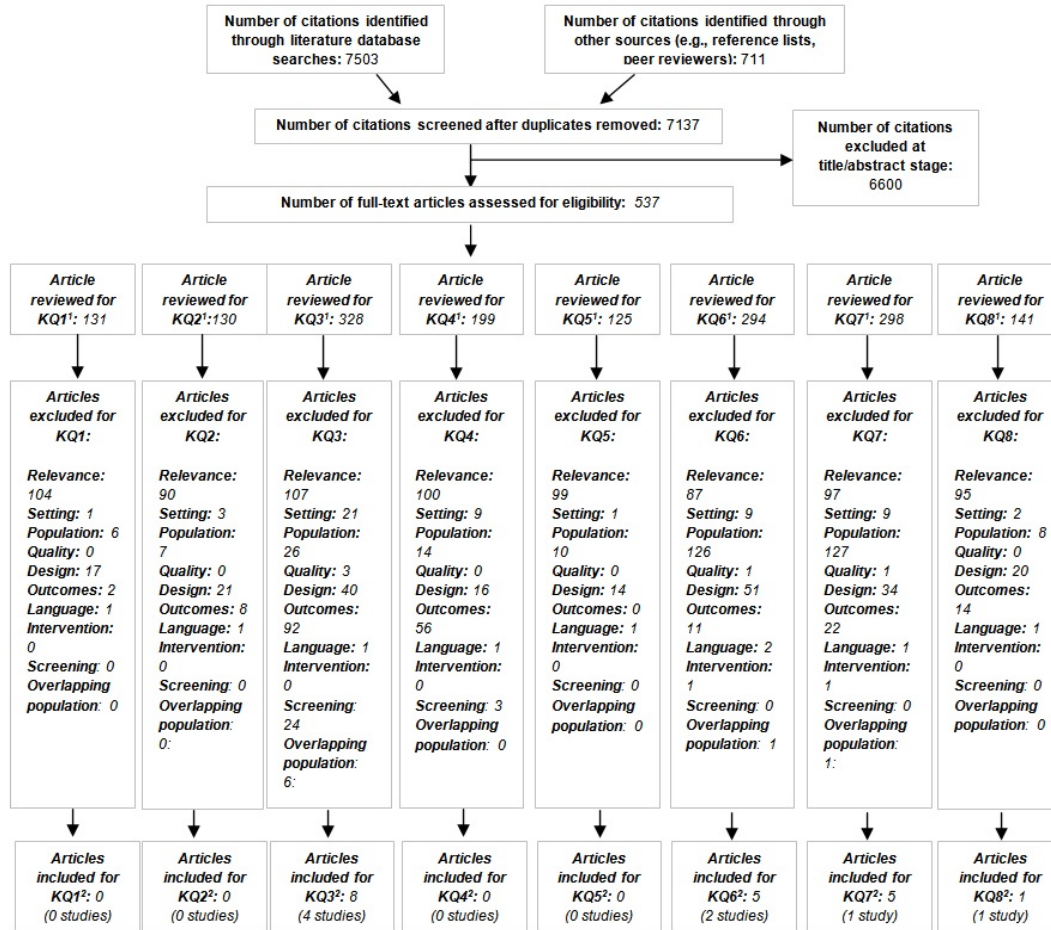 Number of citations identified
through literature database
searches: 7503
Number of citations identified through
other sources (e.g., reference lists,
peer reviewers): 711
Number of citations screened after duplicates removed: 7137
Number of citations
excluded at
title/abstract stage:
6600
Number of full-text articles assessed for eligibility: 537
Article
reviewed for
KQ1¹: 131
Article
reviewed for
KQ2¹:130
Article
reviewed for
KQ3¹: 328
Article
reviewed for
KQ4¹: 199
Article
reviewed for
KQ5¹: 125
Article
reviewed for
KQ6¹: 294
Article
reviewed for
KQ7¹: 298
Article
reviewed for
KQ8¹: 141
Articles
excluded for
KQ1:
Relevance:
104
Setting: 1
Population: 6
Quality: 0
Design: 17
Outcomes: 2
Language: 1
Intervention:
0
Screening: 0
Overlapping
population: 0
Articles
excluded for
KQ2:
Relevance:
90
Setting: 3
Population:
7
Quality: 0
Design: 21
Outcomes: 8
Language: 1
Intervention:
0
Screening: 0
Overlapping
population:
0:
Articles
excluded for
KQ3:
Relevance:
107
Setting: 21
Population:
26
Quality: 3
Design: 40
Outcomes:
92
Language: 1
Intervention:
0
Screening:
24
Overlapping
population:
6:
Articles
excluded for
KQ4:
Relevance:
100
Setting: 9
Population:
14
Quality: 0
Design: 16
Outcomes:
56
Language: 1
Intervention:
0
Screening: 3
Overlapping
population: 0
Articles
excluded for
KQ5:
Relevance:
99
Setting: 1
Population:
10
Quality: 0
Design: 14
Outcomes: 0
Language: 1
Intervention:
0
Screening: 0
Overlapping
population: 0
Articles
excluded for
KQ6:
Relevance:
87
Setting: 9
Population:
126
Quality: 1
Design: 51
Outcomes:
11
Language: 2
Intervention:
1
Screening: 0
Overlapping
population: 1
Articles
excluded for
KQ7:
Relevance:
97
Setting: 9
Population:
127
Quality: 1
Design: 34
Outcomes:
22
Language: 1
Intervention:
1
Screening: 0
Overlapping
population:
1:
Articles
excluded for
KQ8:
Relevance:
95
Setting: 2
Population: 8
Quality: 0
Design: 20
Outcomes:
14
Language: 1
Intervention:
0
Screening: 0
Overlapping
population: 0
Articles
included for
KQ1²: 0
(0 studies)
Articles
included for
KQ2²: 0
(0 studies)
Articles
included for
KQ3²: 8
(4 studies)
Articles
included for
KQ4²: 0
(0 studies)
Articles
included for
KQ5²: 0
(0 studies)
Articles
included for
KQ6²: 5
(2 studies)
Articles
included for
KQ7²: 5
(1 study)
Articles
included for
KQ8²: 1
(1 study)